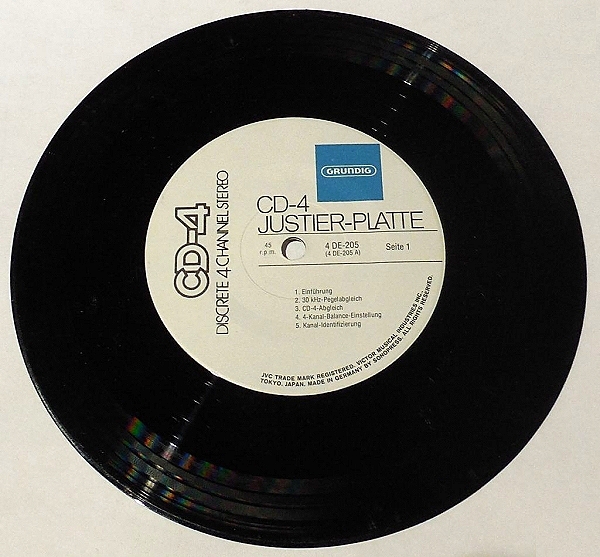 GRUNDIG
CD-4
DISCRETE 4 CHANNEL STEREO
CD-4
JUSTIER-PLATTE
45
r.p.m.
4 DE-205
(4 DE-205 A)
Seite 1
1. Einführung
2. 30 kHz-Pegelabgleich
3. CD-4-Abgleich
4. 4-Kanal-Balance-Einstellung
5. Kanal-Identifizierung
JVC TRADE MARK REGISTERED. VICTOR MUSICAL INDUSTRIES INC.,
TOKYO, JAPAN. MADE IN GERMANY BY SONOPRESS. ALL RIGHTS RESERVED.